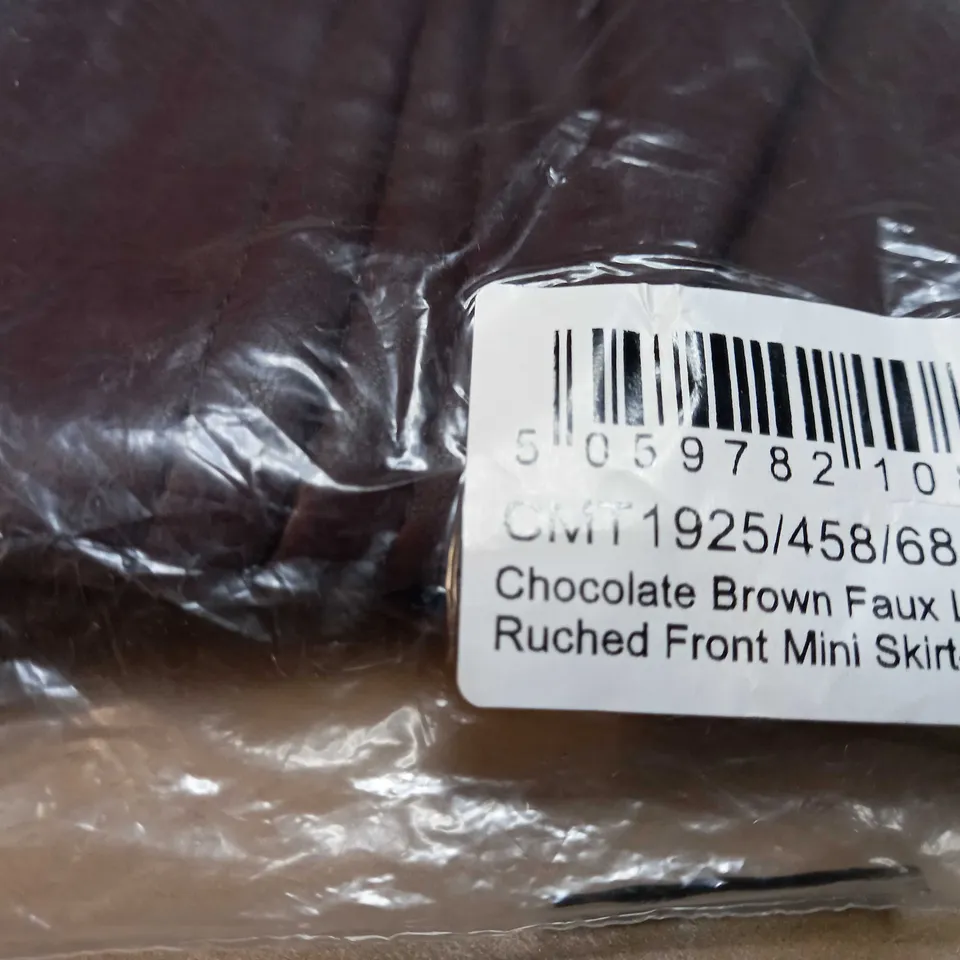 5 059782 10
CMT1925/458/68
Chocolate Brown Faux L
Ruched Front Mini Skirt